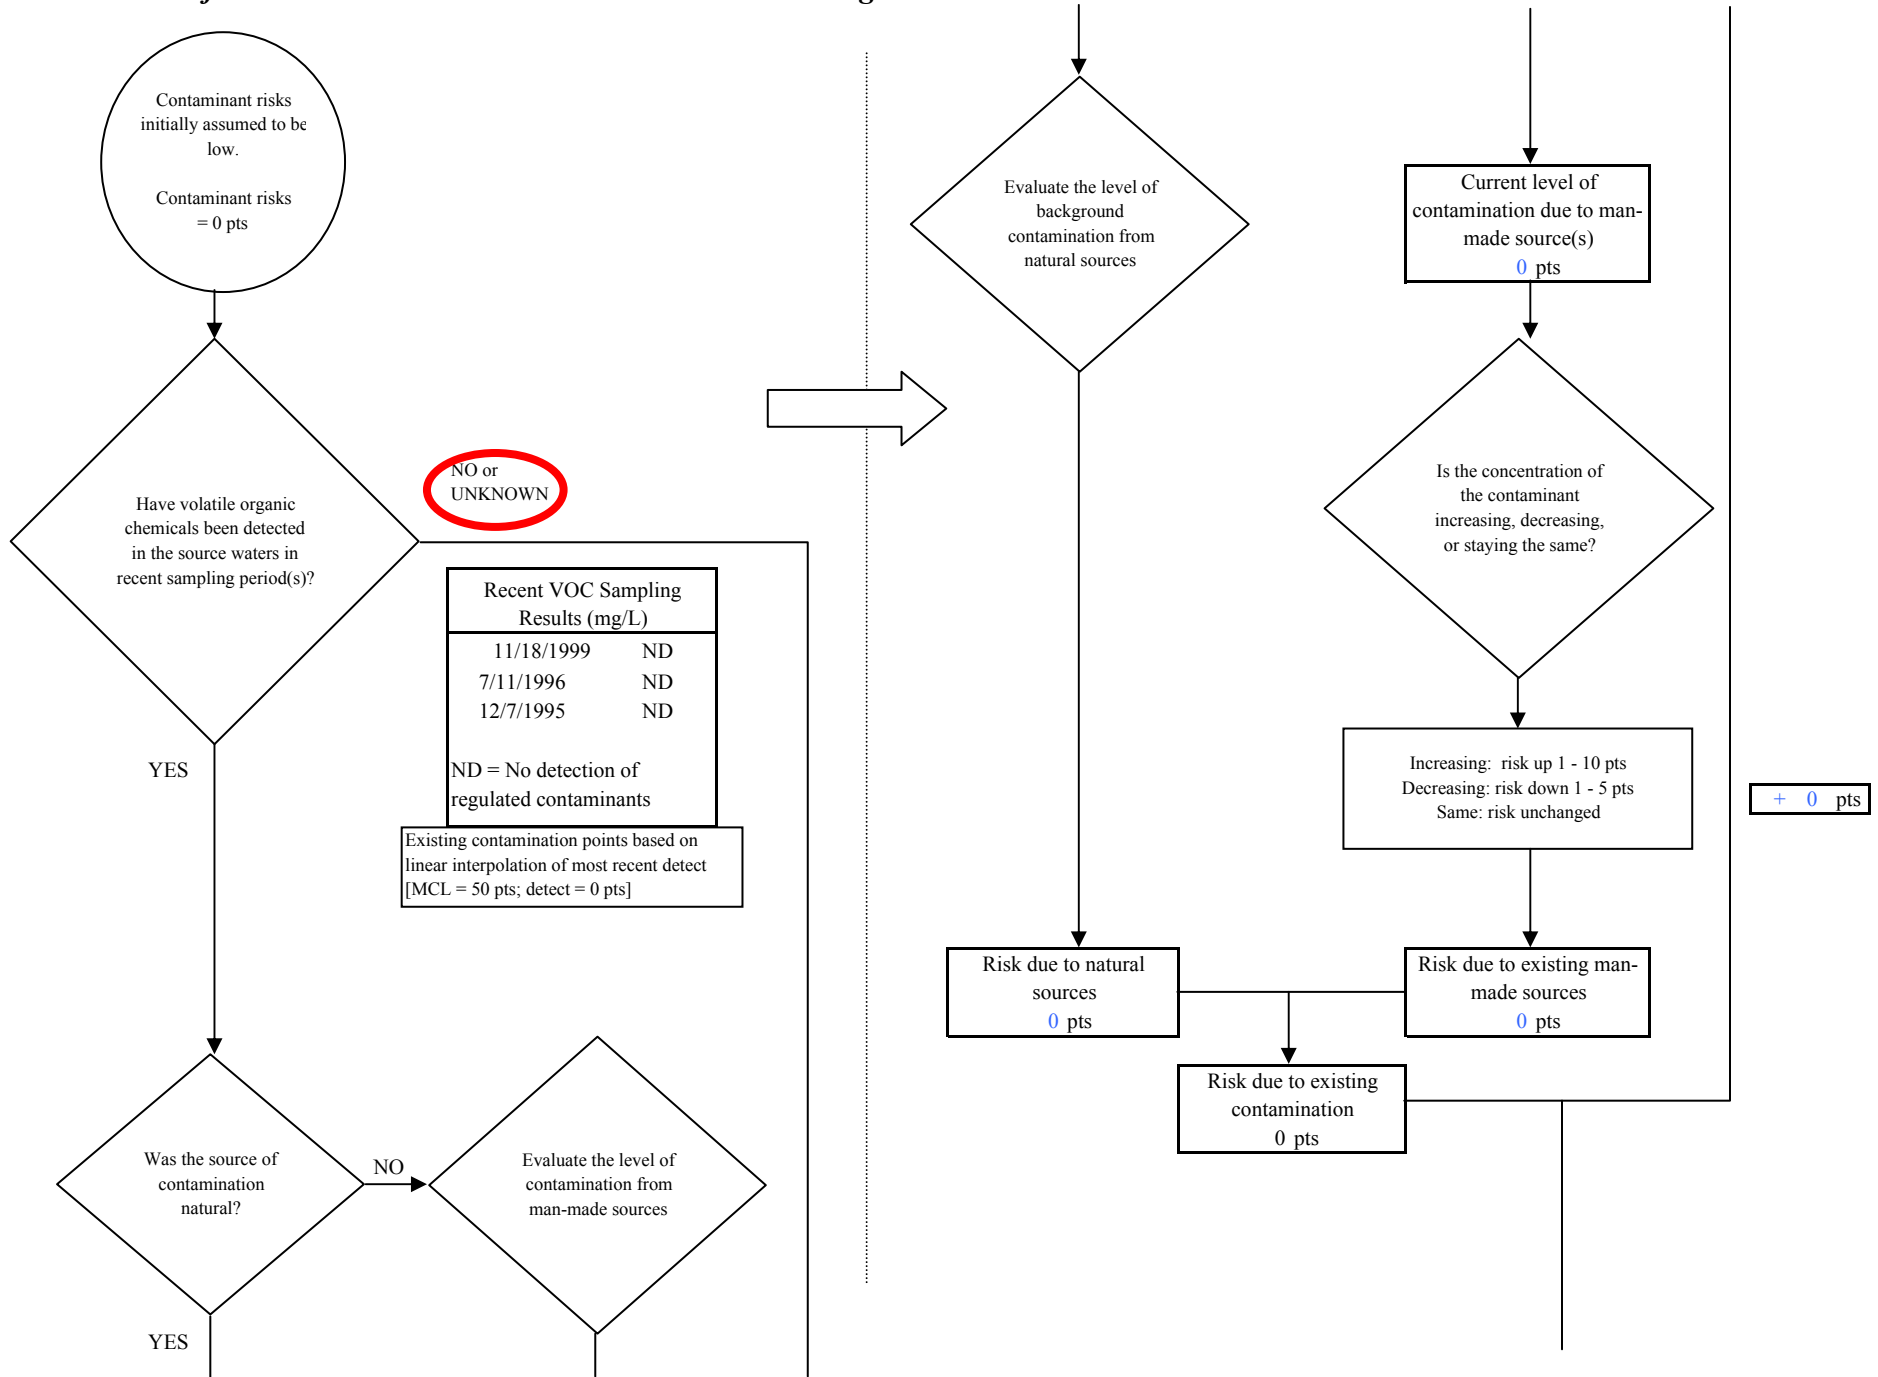 Contaminant risks
initially assumed to be
low.
Contaminant risks
= 0 pts
Have volatile organic
chemicals been detected
in the source waters in
recent sampling period(s)?
NO or
UNKNOWN
Recent VOC Sampling
Results (mg/L)
11/18/1999 ND
7/11/1996 ND
12/7/1995 ND
ND = No detection of
regulated contaminants
Existing contamination points based on
linear interpolation of most recent detect
[MCL = 50 pts; detect = 0 pts]
YES
Was the source of
contamination
natural?
NO
Evaluate the level of
contamination from
man-made sources
YES
Evaluate the level of
background
contamination from
natural sources
Current level of
contamination due to man-
made source(s)
0 pts
Is the concentration of
the contaminant
increasing, decreasing,
or staying the same?
Increasing: risk up 1 - 10 pts
Decreasing: risk down 1 - 5 pts
Same: risk unchanged
+ 0 pts
Risk due to natural
sources
0 pts
Risk due to existing man-
made sources
0 pts
Risk due to existing
contamination
0 pts